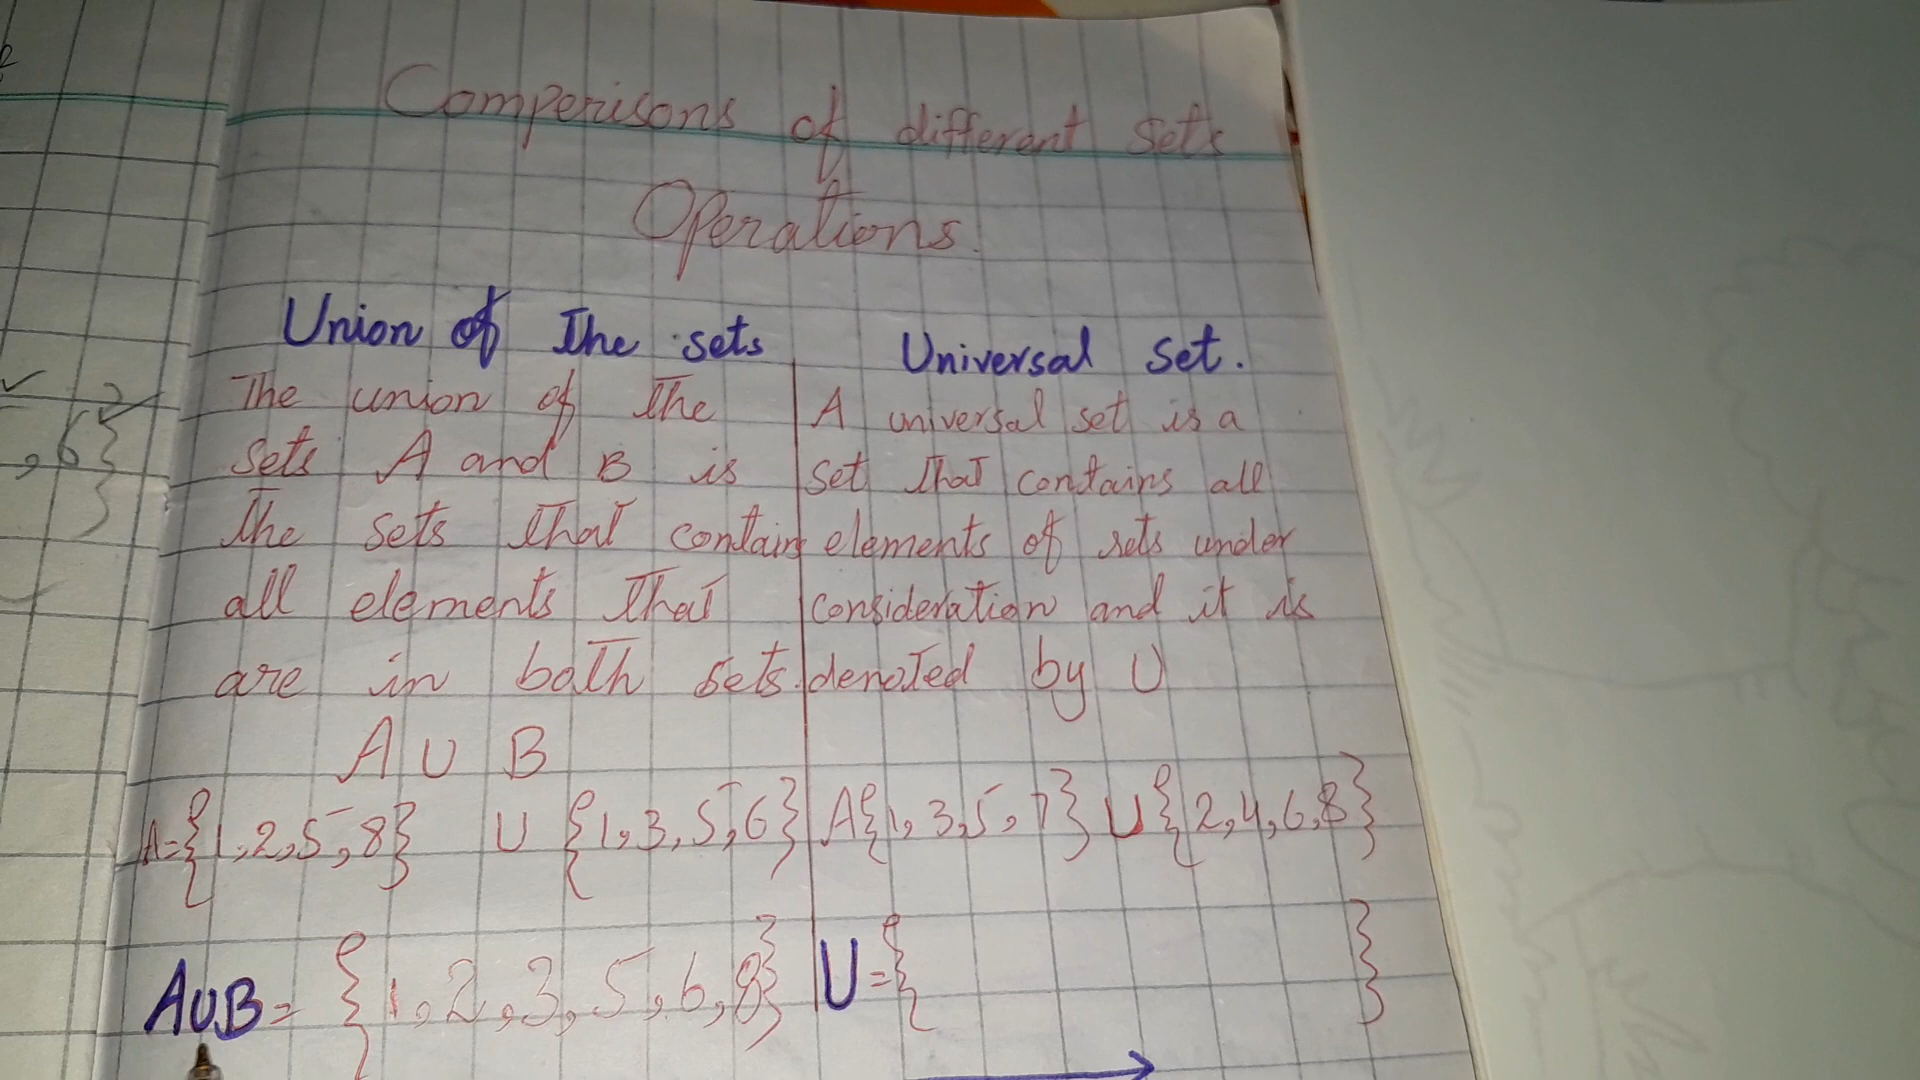 Comperisons of different sets
Operations.
Union of The sets
The union of The
sets A and B is
The sets that contain
all elements that
are in both sets.
A U B
A={1,2,5,8} U {1,3,5,6}
AUB= {1,2,3,5,6,8}
Universal set.
A universal set is a
set that contains all
elements of sets under
consideration and it is
denoted by U
A{1,3,5,7} U {2,4,6,8}
U={ }
,6}